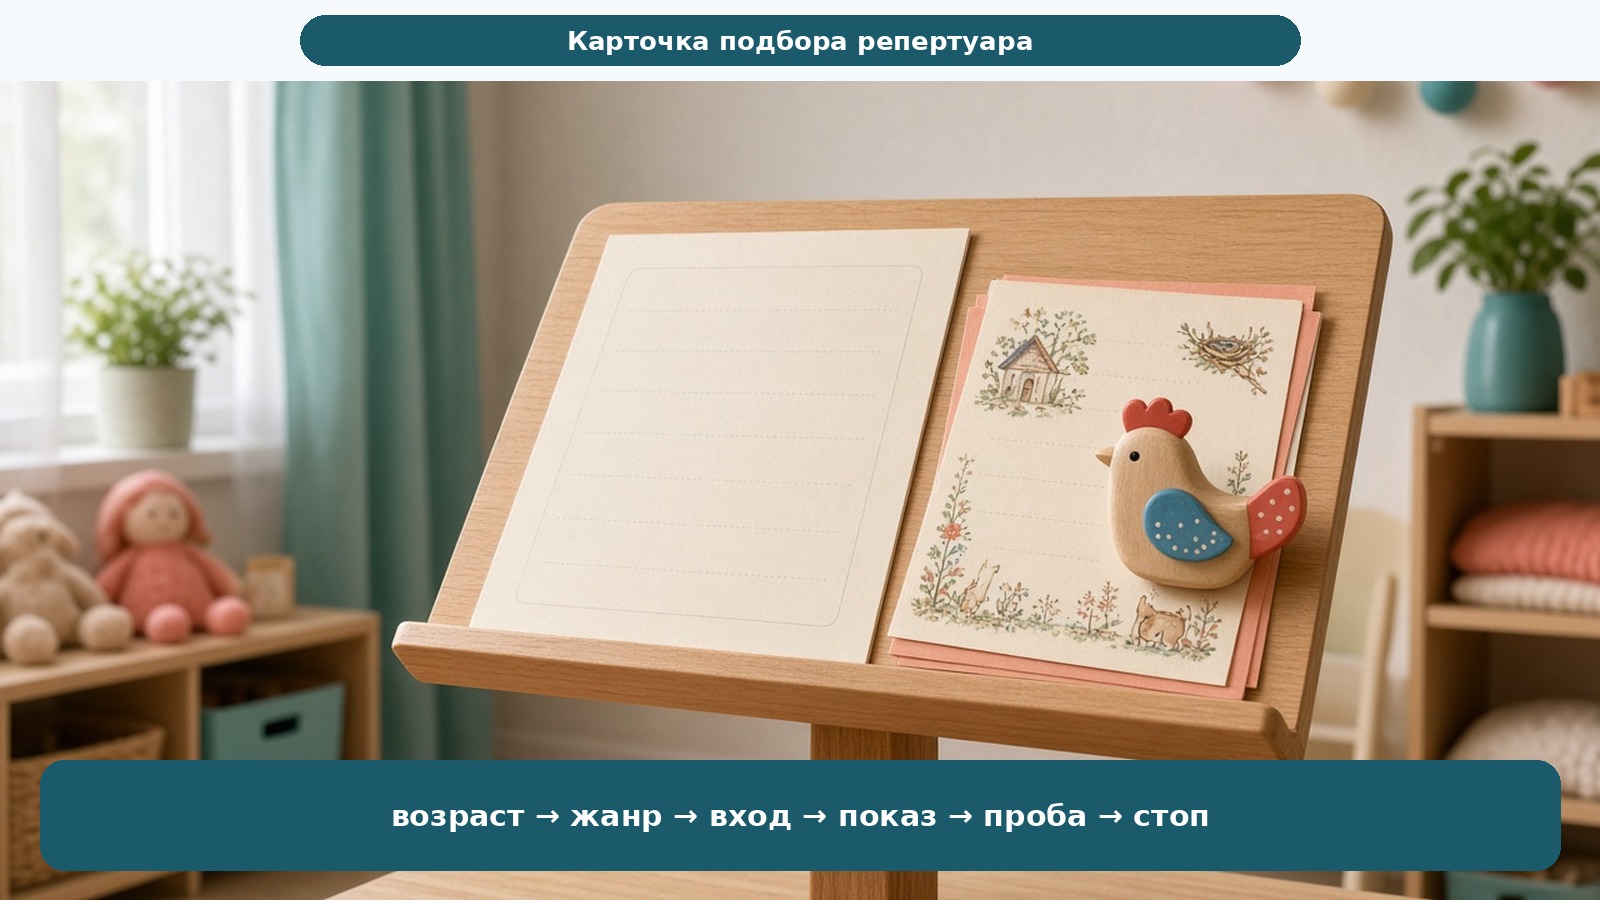 Карточка подбора репертуара
возраст → жанр → вход → показ → проба → стоп